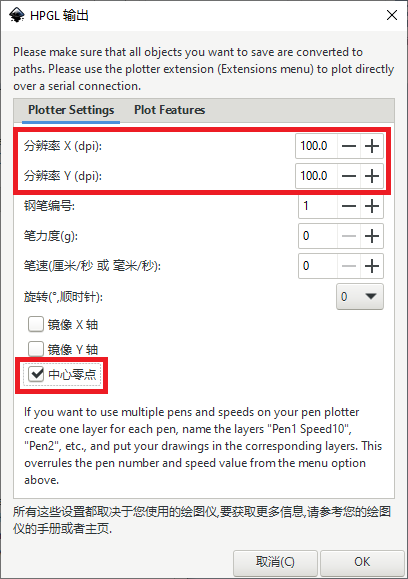 HPGL 输出
Please make sure that all objects you want to save are converted to
paths. Please use the plotter extension (Extensions menu) to plot directly
over a serial connection.
Plotter Settings Plot Features
分辨率 X (dpi): 100.0
分辨率 Y (dpi): 100.0
钢笔编号: 1
笔力度(g): 0
笔速(厘米/秒 或 毫米/秒): 0
旋转(°,顺时针): 0
镜像 X 轴
镜像 Y 轴
中心零点
If you want to use multiple pens and speeds on your pen plotter
create one layer for each pen, name the layers "Pen1 Speed10",
"Pen2", etc., and put your drawings in the corresponding layers. This
overrules the pen number and speed value from the menu option
above.
所有这些设置都取决于您使用的绘图仪,要获取更多信息,请参考您的绘图
仪的手册或者主页.
取消(C) OK